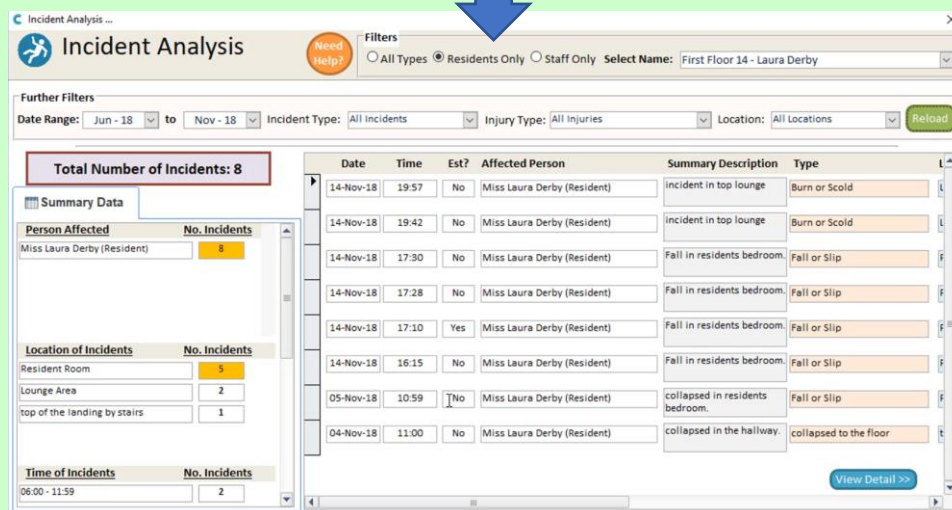 Incident Analysis ...
Incident Analysis
Need Help?
Filters
All Types Residents Only Staff Only Select Name: First Floor 14 - Laura Derby
Further Filters
Date Range: Jun - 18 to Nov - 18 Incident Type: All Incidents Injury Type: All Injuries Location: All Locations Reload
Total Number of Incidents: 8
Summary Data
Person Affected No. Incidents
Miss Laura Derby (Resident) 8
Location of Incidents No. Incidents
Resident Room 5
Lounge Area 2
top of the landing by stairs 1
Time of Incidents No. Incidents
06:00 - 11:59 2
Date Time Est? Affected Person Summary Description Type
14-Nov-18 19:57 No Miss Laura Derby (Resident) incident in top lounge Burn or Scold
14-Nov-18 19:42 No Miss Laura Derby (Resident) incident in top lounge Burn or Scold
14-Nov-18 17:30 No Miss Laura Derby (Resident) Fall in residents bedroom. Fall or Slip
14-Nov-18 17:28 No Miss Laura Derby (Resident) Fall in residents bedroom. Fall or Slip
14-Nov-18 17:10 Yes Miss Laura Derby (Resident) Fall in residents bedroom. Fall or Slip
14-Nov-18 16:15 No Miss Laura Derby (Resident) Fall in residents bedroom. Fall or Slip
05-Nov-18 10:59 No Miss Laura Derby (Resident) collapsed in residents bedroom. Fall or Slip
04-Nov-18 11:00 No Miss Laura Derby (Resident) collapsed in the hallway. collapsed to the floor
View Detail >>